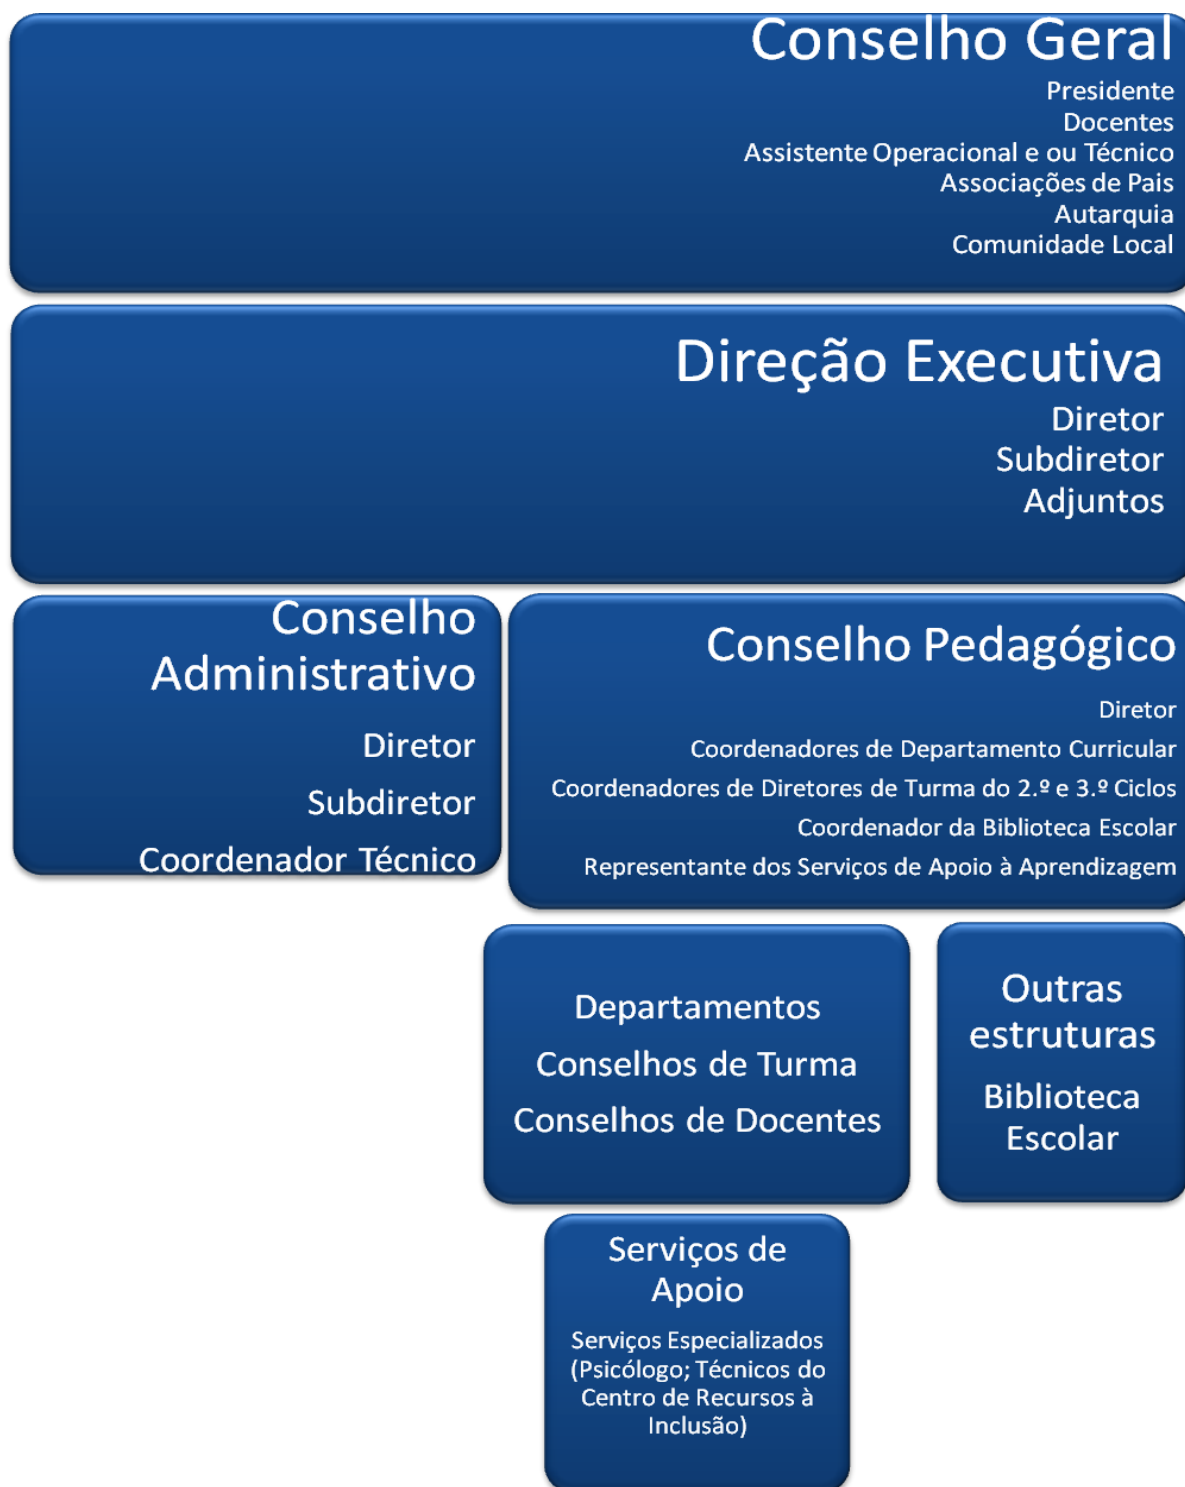 Conselho Geral
Presidente
Docentes
Assistente Operacional e ou Técnico
Associações de Pais
Autarquia
Comunidade Local
Direção Executiva
Diretor
Subdiretor
Adjuntos
Conselho
Administrativo
Diretor
Subdiretor
Coordenador Técnico
Conselho Pedagógico
Diretor
Coordenadores de Departamento Curricular
Coordenadores de Diretores de Turma do 2.º e 3.º Ciclos
Coordenador da Biblioteca Escolar
Representante dos Serviços de Apoio à Aprendizagem
Departamentos
Conselhos de Turma
Conselhos de Docentes
Outras
estruturas
Biblioteca
Escolar
Serviços de
Apoio
Serviços Especializados
(Psicólogo; Técnicos do
Centro de Recursos à
Inclusão)